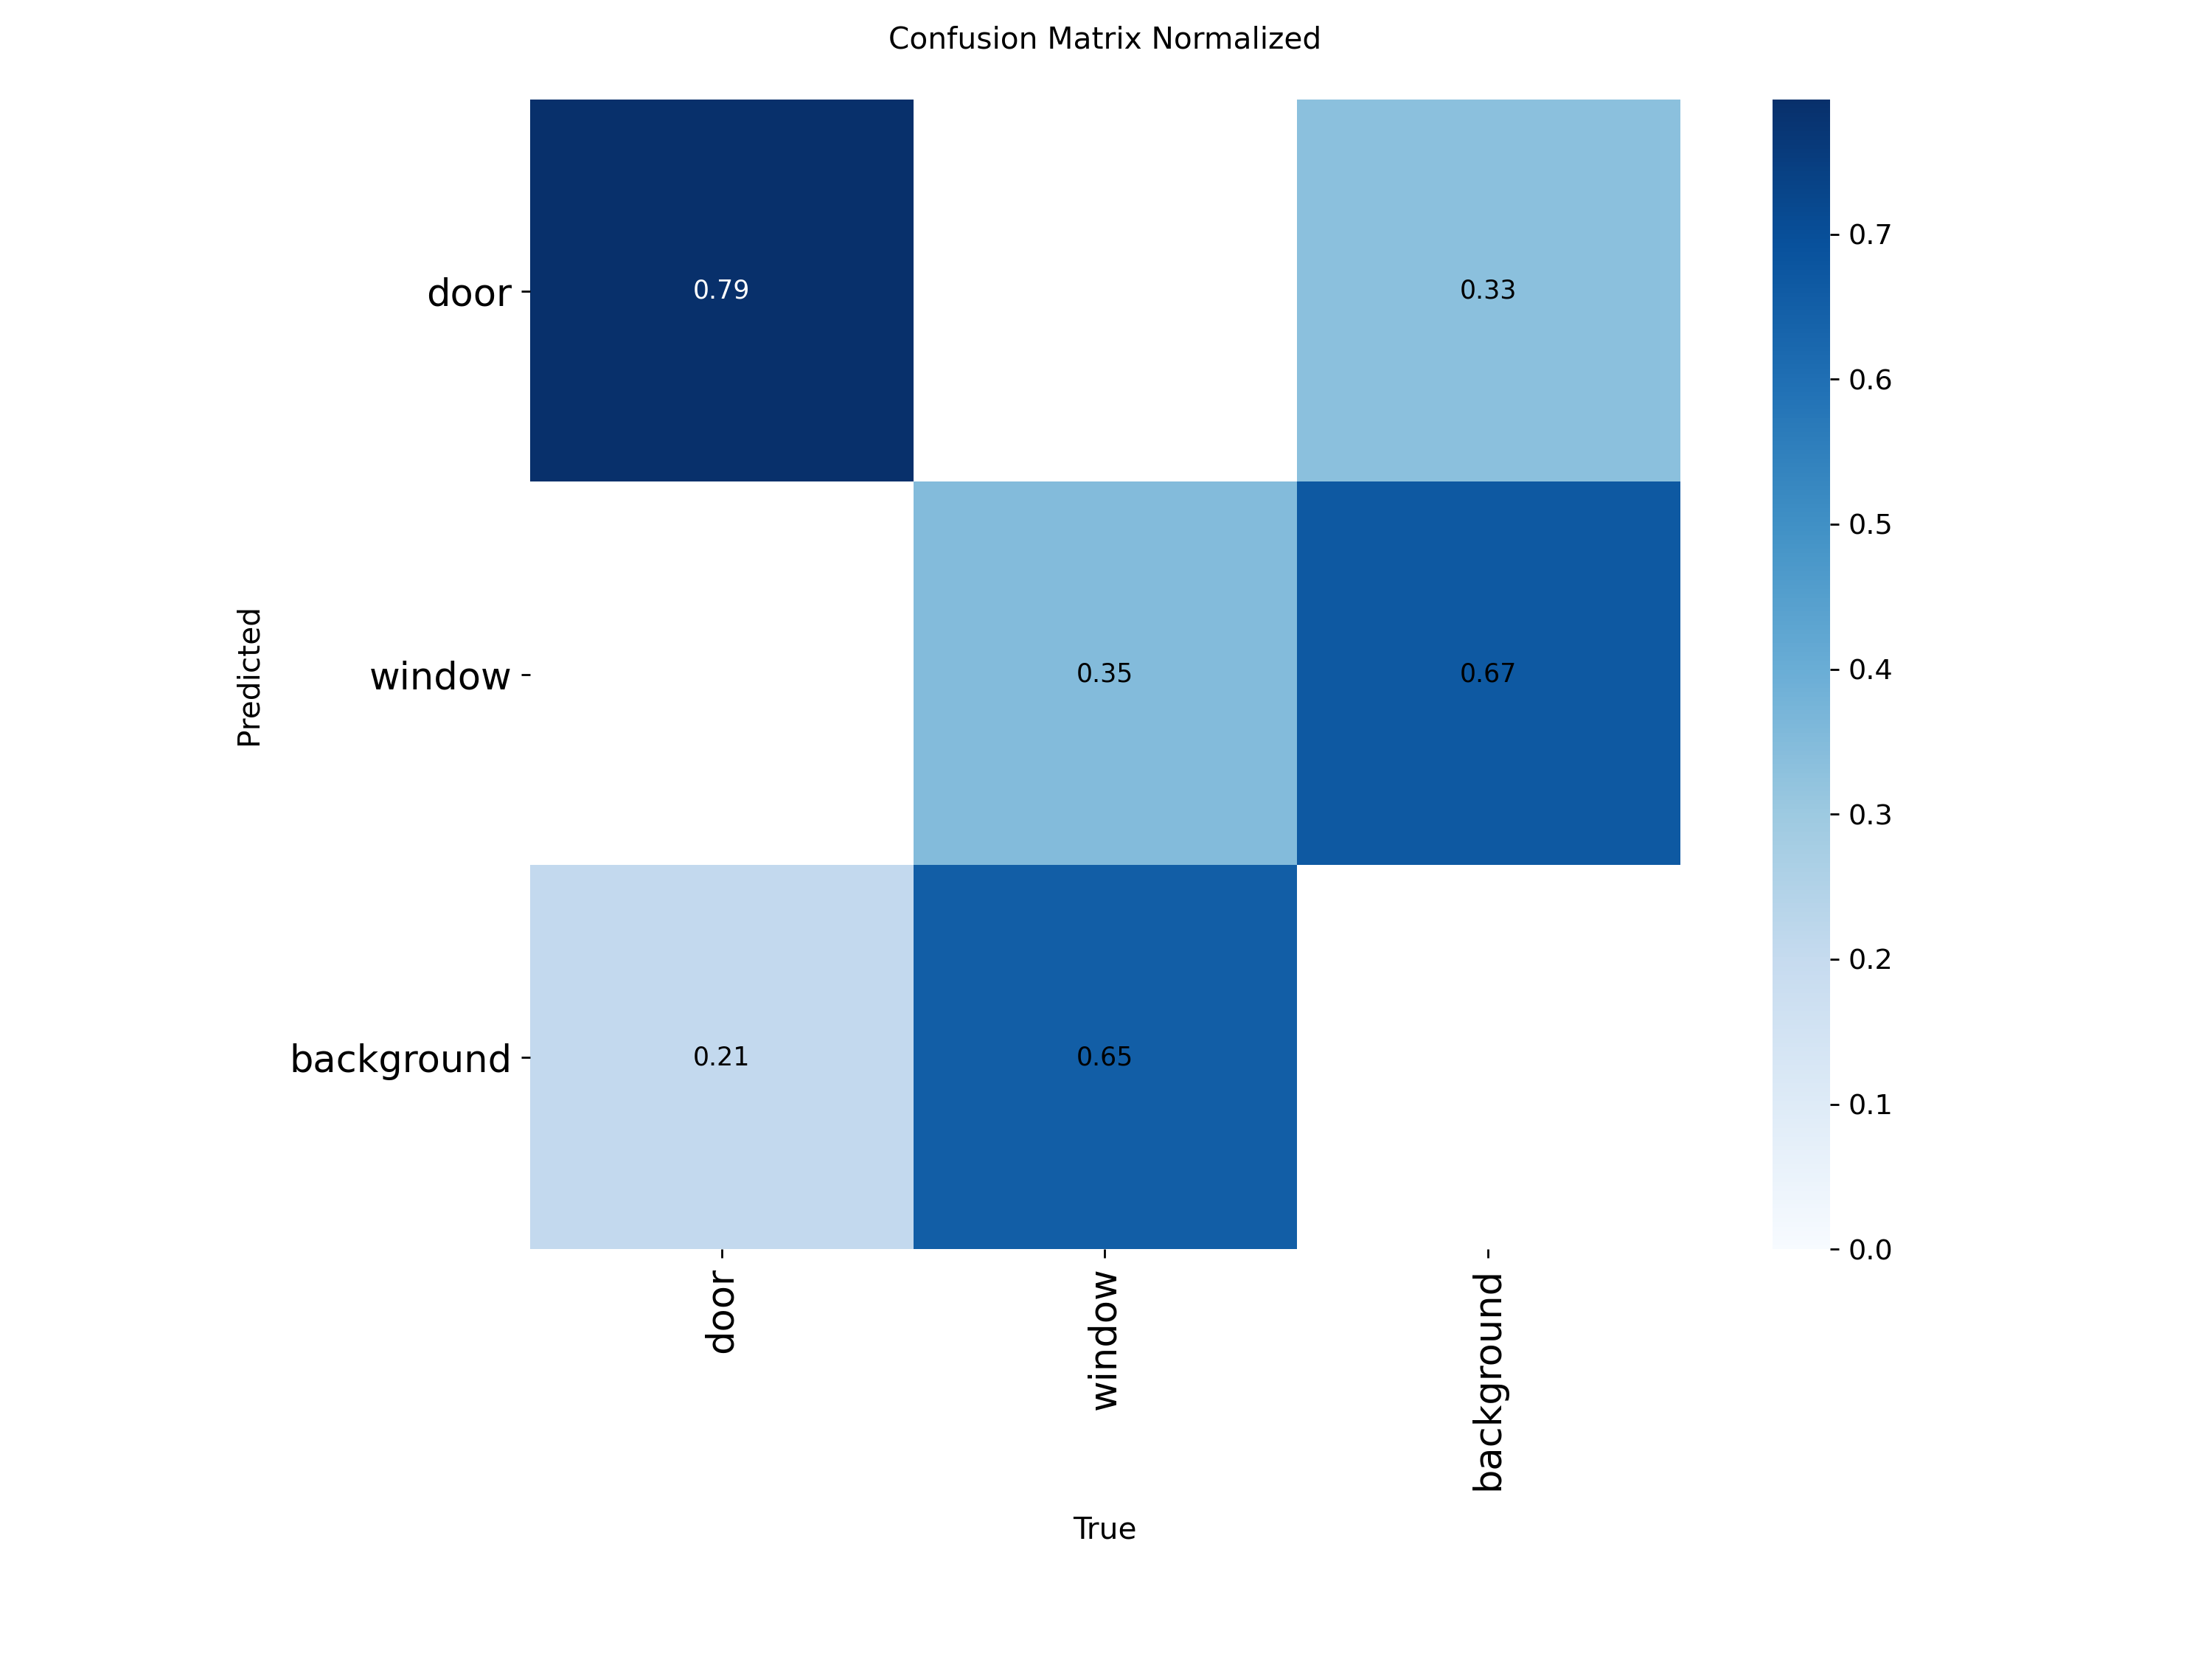 Confusion Matrix Normalized
door
0.79
0.33
window
0.35
0.67
background
0.21
0.65
Predicted
door
window
background
True
0.7
0.6
0.5
0.4
0.3
0.2
0.1
0.0